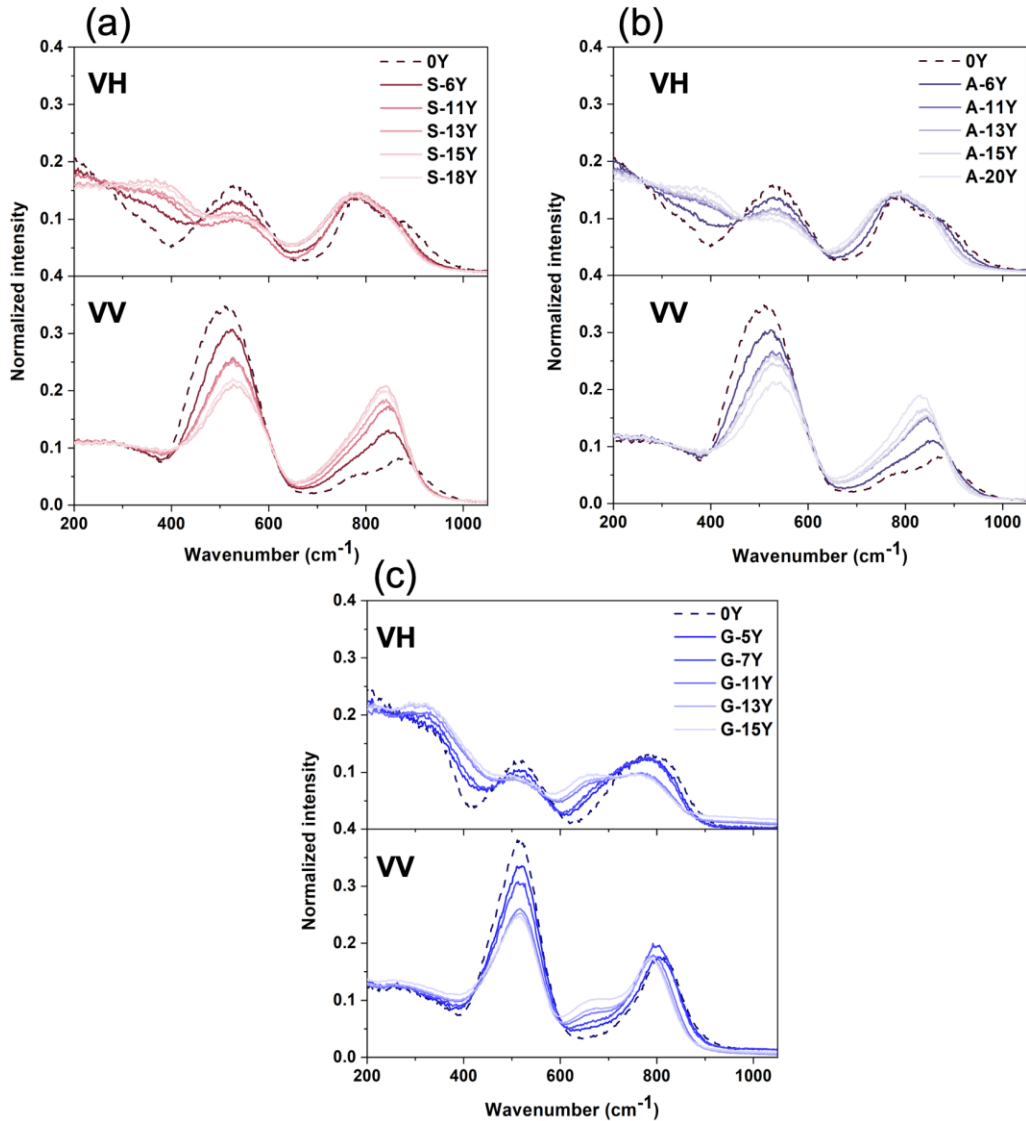 (a)
VH
0Y
S-6Y
S-11Y
S-13Y
S-15Y
S-18Y
0.4
0.3
0.2
0.1
0.4
VV
0.3
0.2
0.1
0.0
200 400 600 800 1000
Normalized intensity
Wavenumber (cm⁻¹)
(b)
VH
0Y
A-6Y
A-11Y
A-13Y
A-15Y
A-20Y
0.4
0.3
0.2
0.1
0.4
VV
0.3
0.2
0.1
0.0
200 400 600 800 1000
Normalized intensity
Wavenumber (cm⁻¹)
(c)
VH
0Y
G-5Y
G-7Y
G-11Y
G-13Y
G-15Y
0.4
0.3
0.2
0.1
0.4
VV
0.3
0.2
0.1
0.0
200 400 600 800 1000
Normalized intensity
Wavenumber (cm⁻¹)